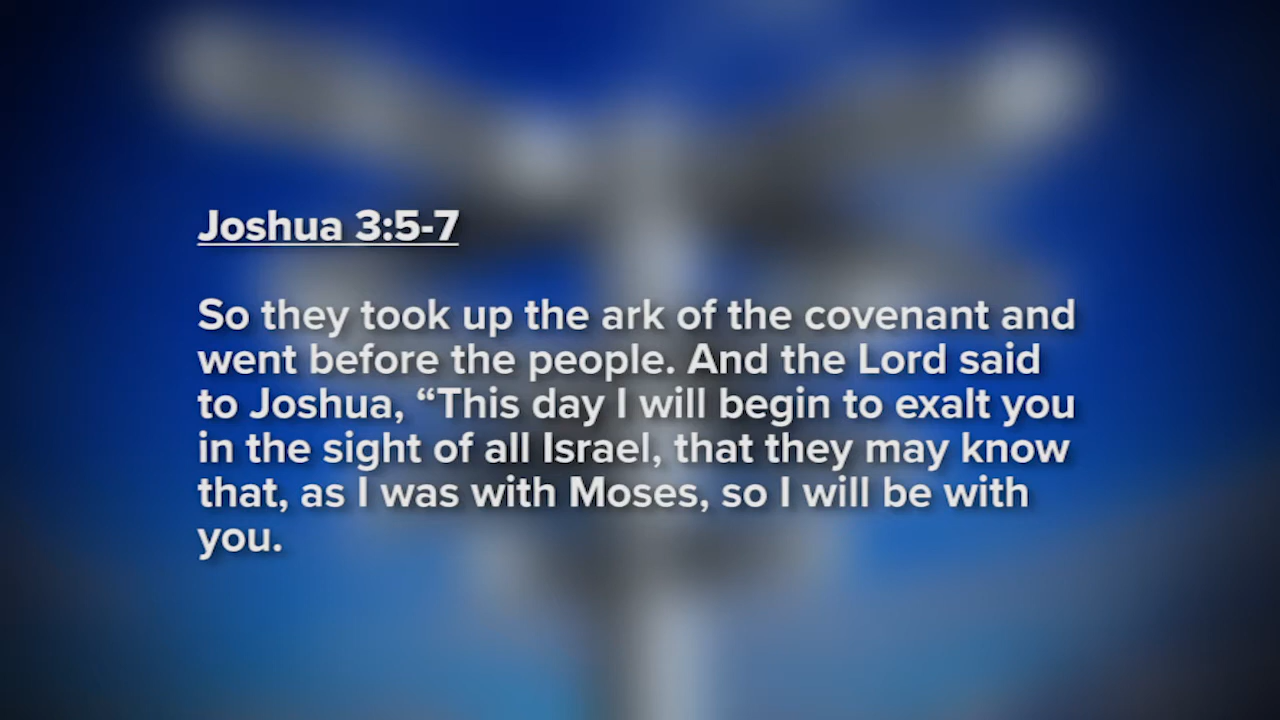 Joshua 3:5-7
So they took up the ark of the covenant and
went before the people. And the Lord said
to Joshua, “This day I will begin to exalt you
in the sight of all Israel, that they may know
that, as I was with Moses, so I will be with
you.